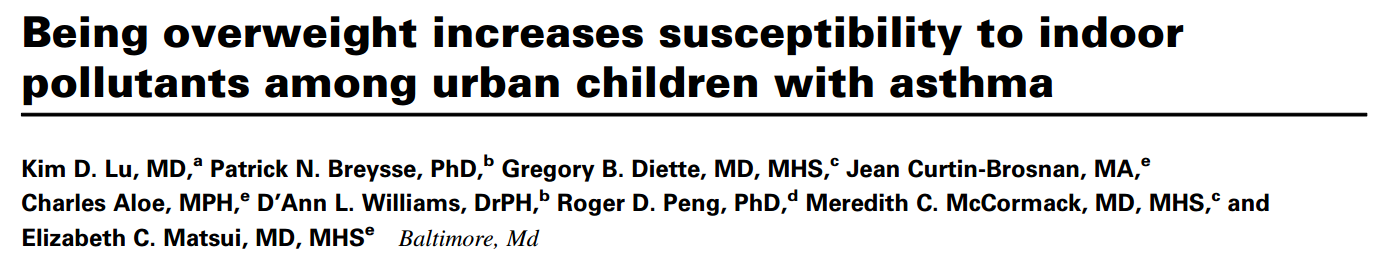 Being overweight increases susceptibility to indoor
pollutants among urban children with asthma
Kim D. Lu, MD,a Patrick N. Breysse, PhD,b Gregory B. Diette, MD, MHS,c Jean Curtin-Brosnan, MA,e
Charles Aloe, MPH,e D’Ann L. Williams, DrPH,b Roger D. Peng, PhD,d Meredith C. McCormack, MD, MHS,c and
Elizabeth C. Matsui, MD, MHSe Baltimore, Md